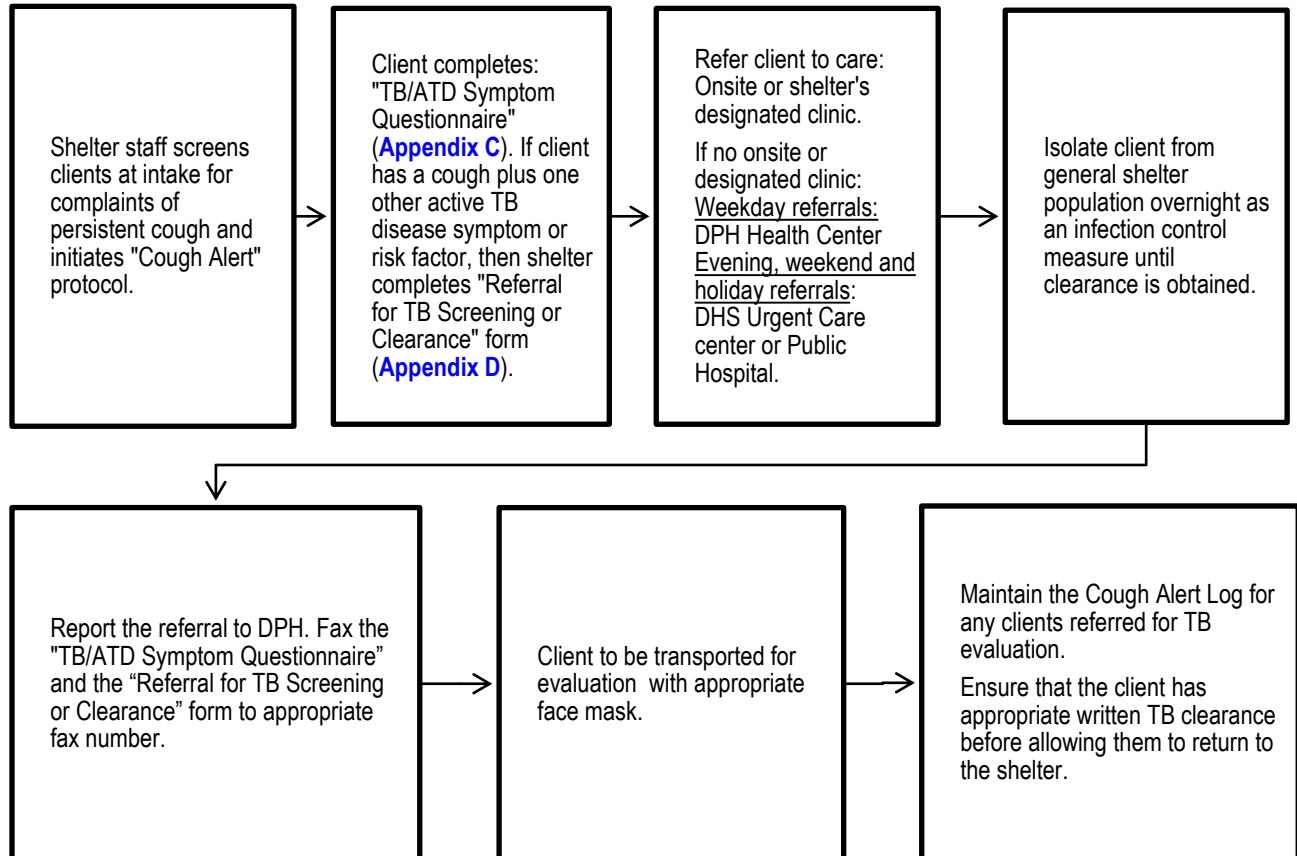 Shelter staff screens
clients at intake for
complaints of
persistent cough and
initiates "Cough Alert"
protocol.
Client completes:
"TB/ATD Symptom
Questionnaire"
(Appendix C). If client
has a cough plus one
other active TB
disease symptom or
risk factor, then shelter
completes "Referral
for TB Screening or
Clearance" form
(Appendix D).
Refer client to care:
Onsite or shelter's
designated clinic.
If no onsite or
designated clinic:
Weekday referrals:
DPH Health Center
Evening, weekend and
holiday referrals:
DHS Urgent Care
center or Public
Hospital.
Isolate client from
general shelter
population overnight as
an infection control
measure until
clearance is obtained.
Report the referral to DPH. Fax the
"TB/ATD Symptom Questionnaire”
and the “Referral for TB Screening
or Clearance” form to appropriate
fax number.
Client to be transported for
evaluation with appropriate
face mask.
Maintain the Cough Alert Log for
any clients referred for TB
evaluation.
Ensure that the client has
appropriate written TB clearance
before allowing them to return to
the shelter.